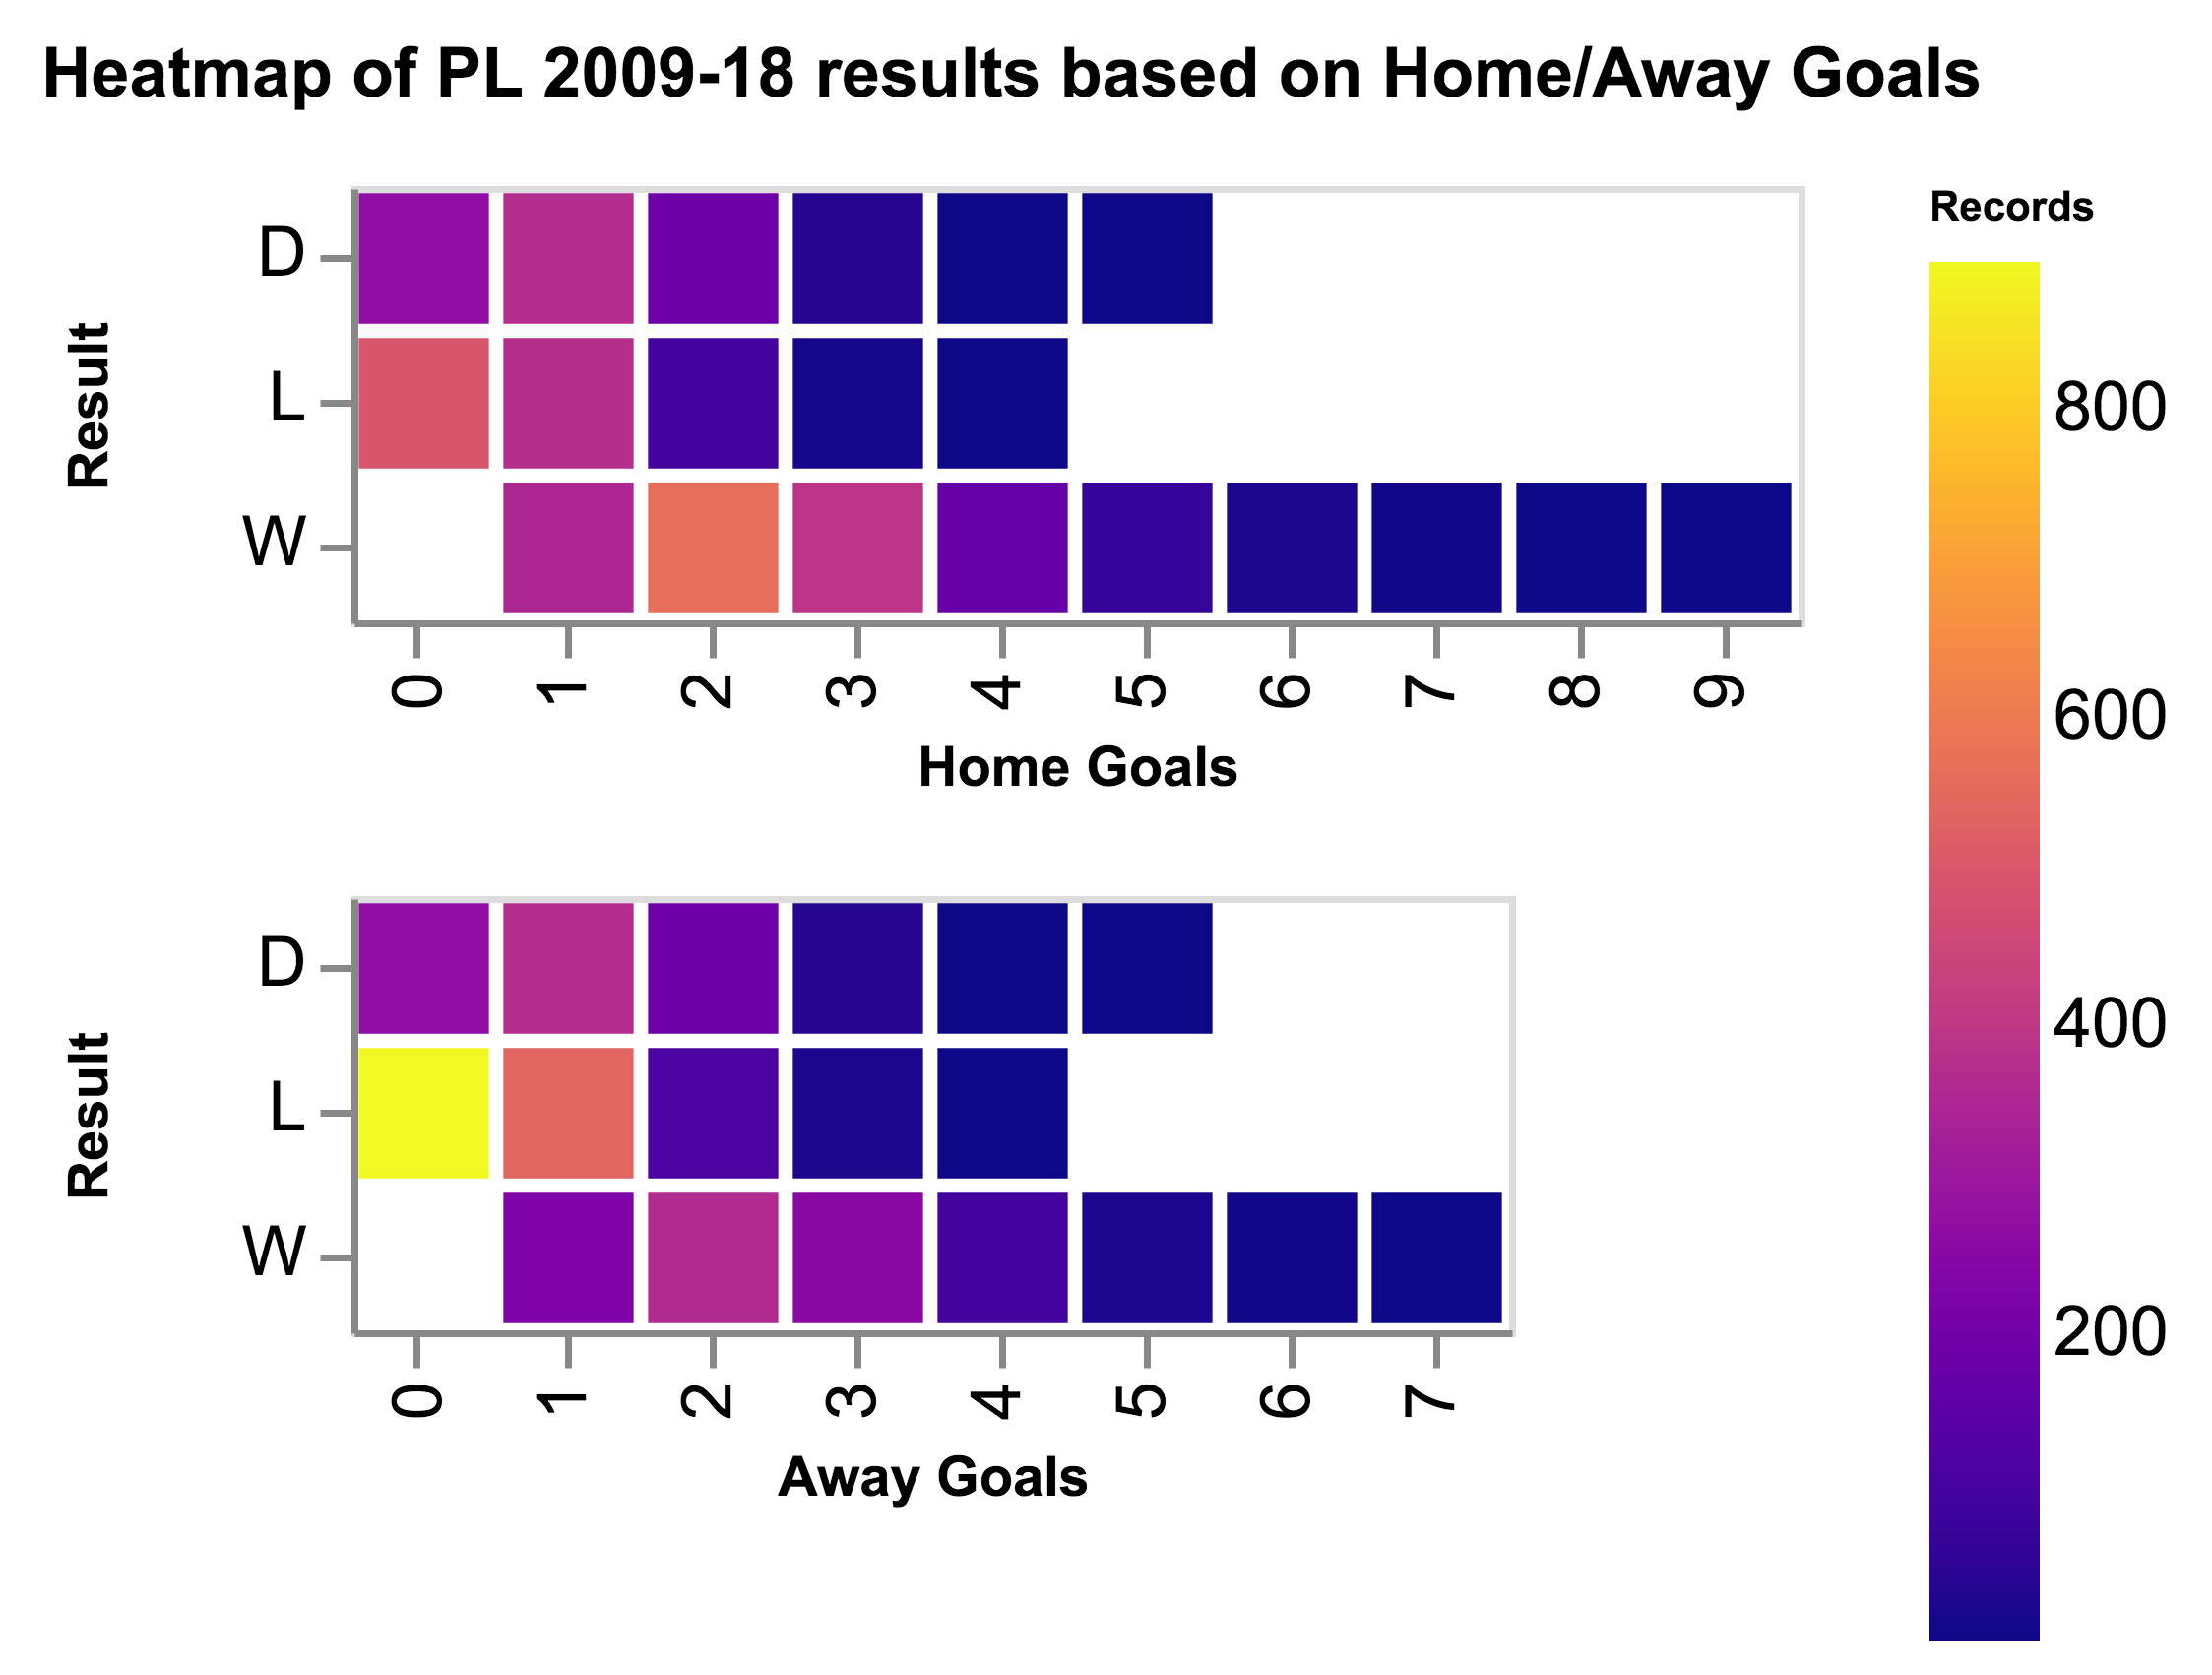 Heatmap of PL 2009-18 results based on Home/Away Goals
Records
Result
D
L
W
0 1 2 3 4 5 6 7 8 9
Home Goals
Result
D
L
W
0 1 2 3 4 5 6 7
Away Goals
800
600
400
200